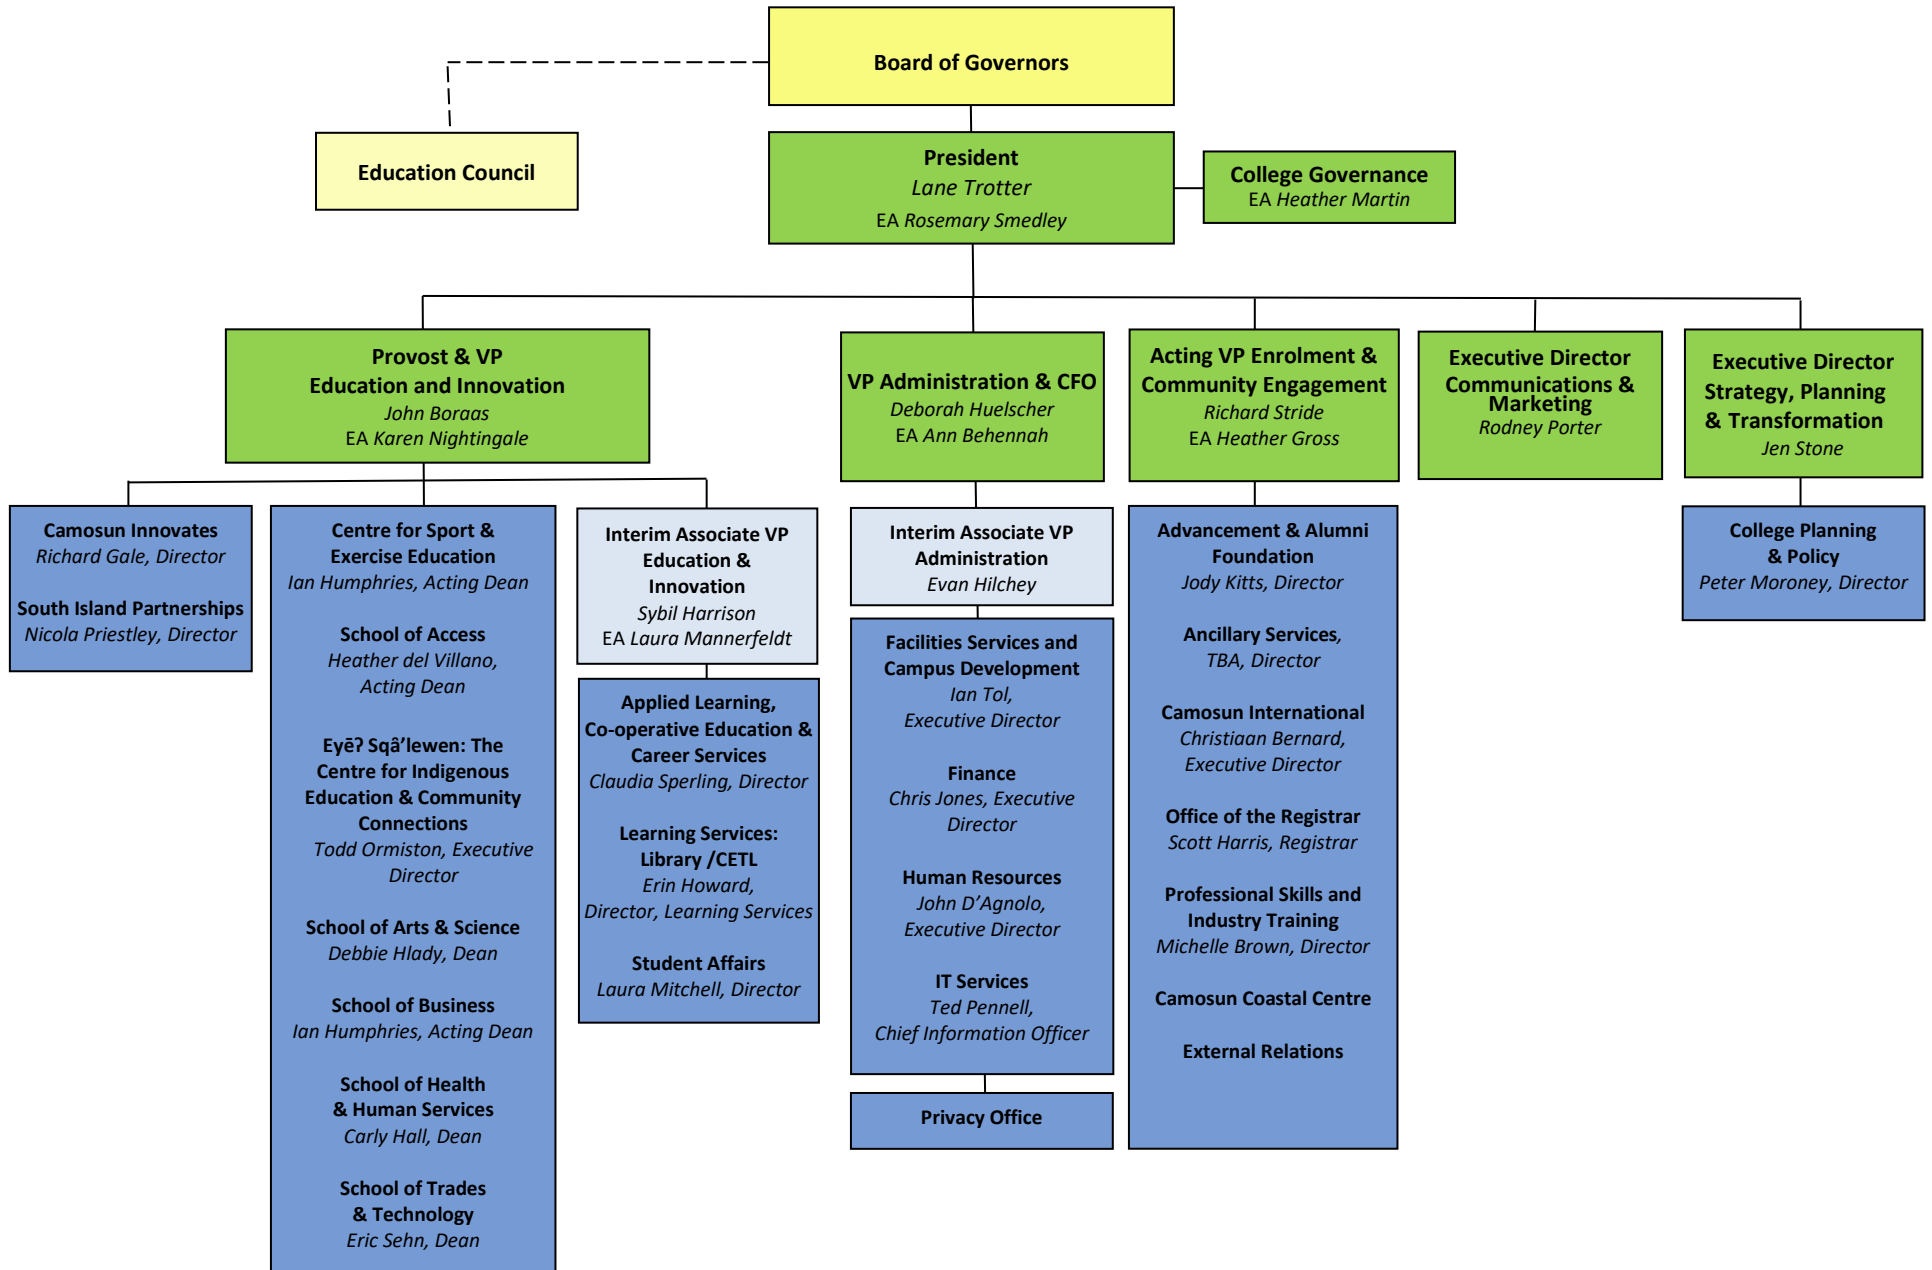 Board of Governors
Education Council
President
Lane Trotter
EA Rosemary Smedley
College Governance
EA Heather Martin
Provost & VP
Education and Innovation
John Boraas
EA Karen Nightingale
VP Administration & CFO
Deborah Huelscher
EA Ann Behennah
Acting VP Enrolment &
Community Engagement
Richard Stride
EA Heather Gross
Executive Director
Communications &
Marketing
Rodney Porter
Executive Director
Strategy, Planning
& Transformation
Jen Stone
Camosun Innovates
Richard Gale, Director
South Island Partnerships
Nicola Priestley, Director
Centre for Sport &
Exercise Education
Ian Humphries, Acting Dean
School of Access
Heather del Villano,
Acting Dean
Eyēʔ Sqȃ’lewen: The
Centre for Indigenous
Education & Community
Connections
Todd Ormiston, Executive
Director
School of Arts & Science
Debbie Hlady, Dean
School of Business
Ian Humphries, Acting Dean
School of Health
& Human Services
Carly Hall, Dean
School of Trades
& Technology
Eric Sehn, Dean
Interim Associate VP
Education &
Innovation
Sybil Harrison
EA Laura Mannerfeldt
Applied Learning,
Co-operative Education &
Career Services
Claudia Sperling, Director
Learning Services:
Library /CETL
Erin Howard,
Director, Learning Services
Student Affairs
Laura Mitchell, Director
Interim Associate VP
Administration
Evan Hilchey
Facilities Services and
Campus Development
Ian Tol,
Executive Director
Finance
Chris Jones, Executive
Director
Human Resources
John D’Agnolo,
Executive Director
IT Services
Ted Pennell,
Chief Information Officer
Privacy Office
Advancement & Alumni
Foundation
Jody Kitts, Director
Ancillary Services,
TBA, Director
Camosun International
Christiaan Bernard,
Executive Director
Office of the Registrar
Scott Harris, Registrar
Professional Skills and
Industry Training
Michelle Brown, Director
Camosun Coastal Centre
External Relations
College Planning
& Policy
Peter Moroney, Director